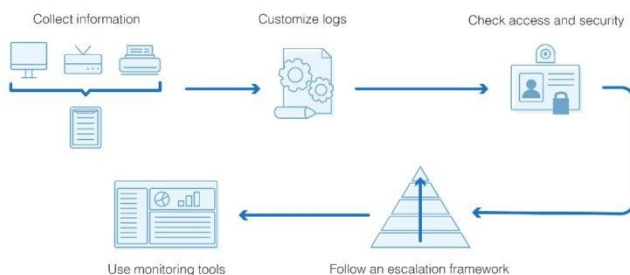 Collect information
Customize logs
Check access and security
Follow an escalation framework
Use monitoring tools